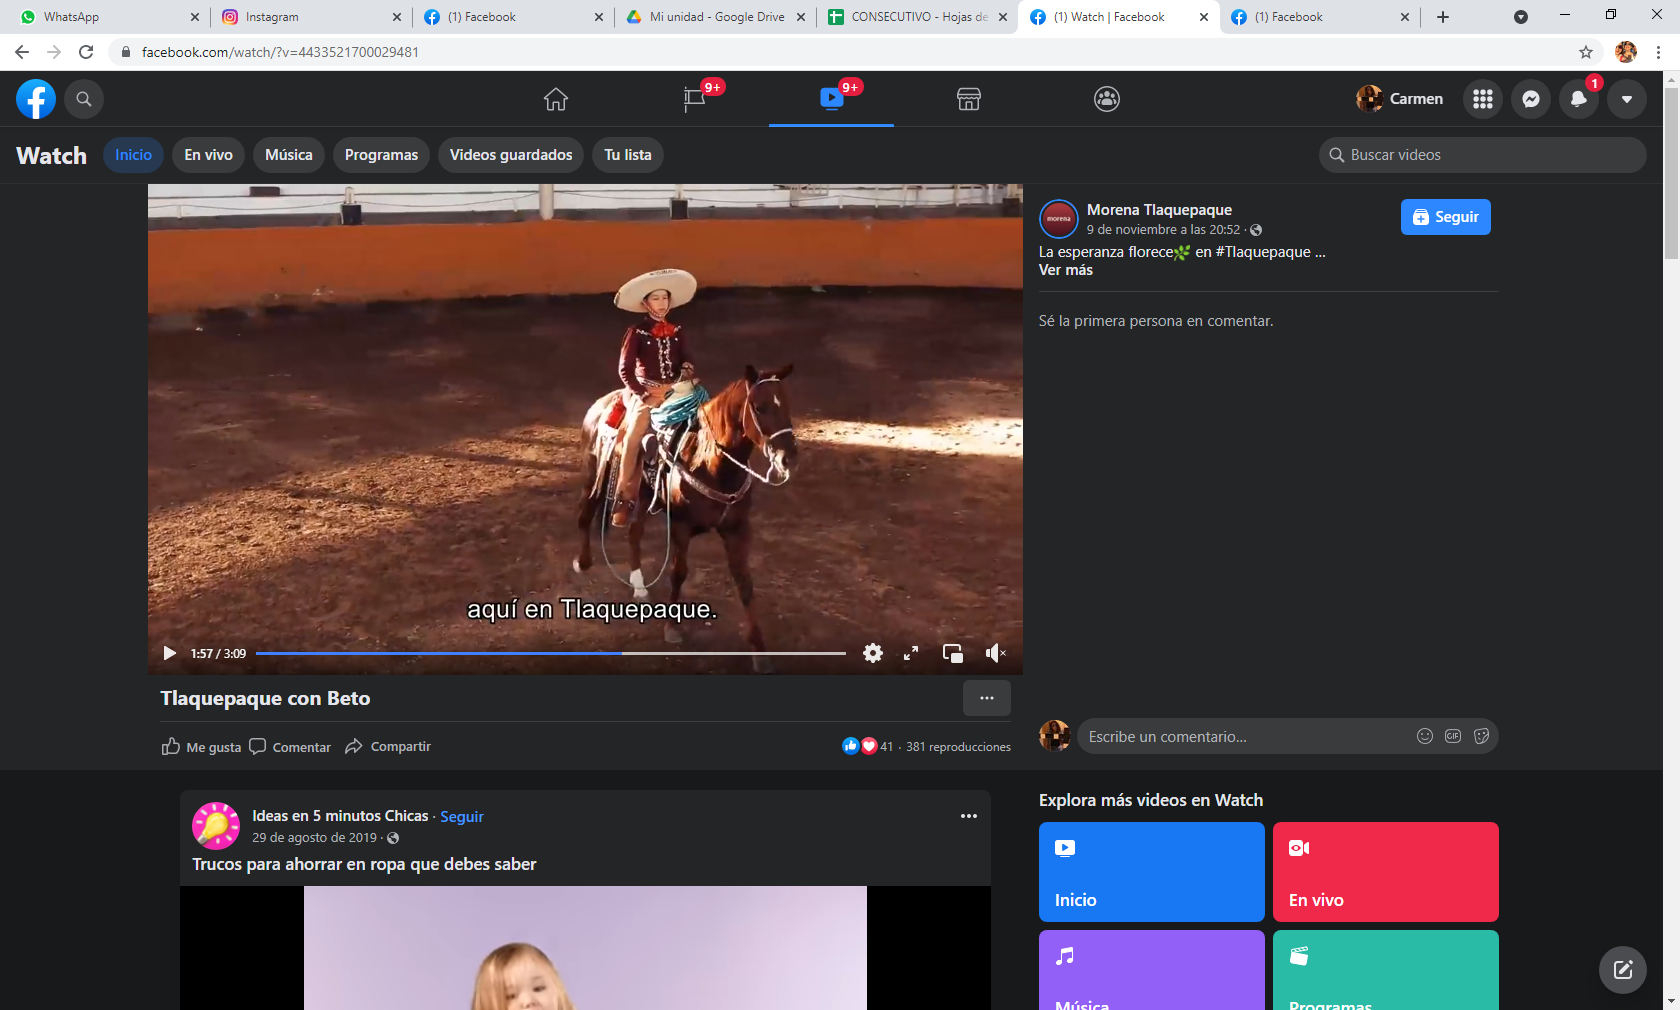 WhatsApp
Instagram
(1) Facebook
Mi unidad - Google Drive
CONSECUTIVO - Hojas de
(1) Watch | Facebook
(1) Facebook
facebook.com/watch/?v=4433521700029481
9+
9+
Carmen
1
Watch
Inicio
En vivo
Música
Programas
Videos guardados
Tu lista
Buscar videos
aquí en Tlaquepaque.
1:57 / 3:09
morena
Morena Tlaquepaque
9 de noviembre a las 20:52 ·
Seguir
La esperanza florece🌿 en #Tlaquepaque ...
Ver más
Sé la primera persona en comentar.
Tlaquepaque con Beto
...
Me gusta
Comentar
Compartir
41 · 381 reproducciones
Escribe un comentario...
GIF
Ideas en 5 minutos Chicas · Seguir
29 de agosto de 2019 ·
Trucos para ahorrar en ropa que debes saber
Explora más videos en Watch
Inicio
En vivo
Música
Programas